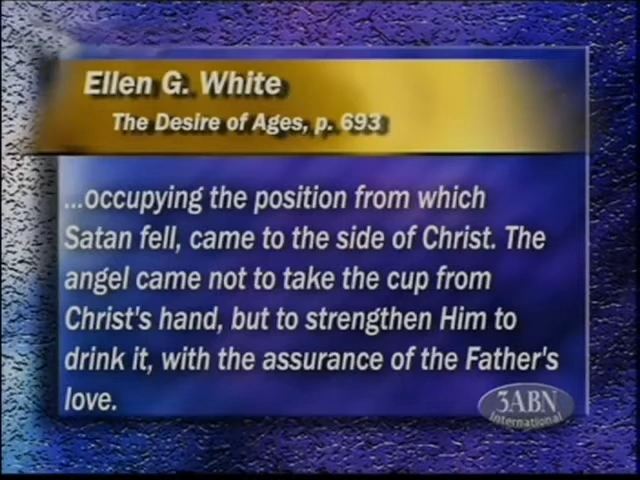 Ellen G. White
The Desire of Ages, p. 693
...occupying the position from which
Satan fell, came to the side of Christ. The
angel came not to take the cup from
Christ's hand, but to strengthen Him to
drink it, with the assurance of the Father's
love.
3ABN
International